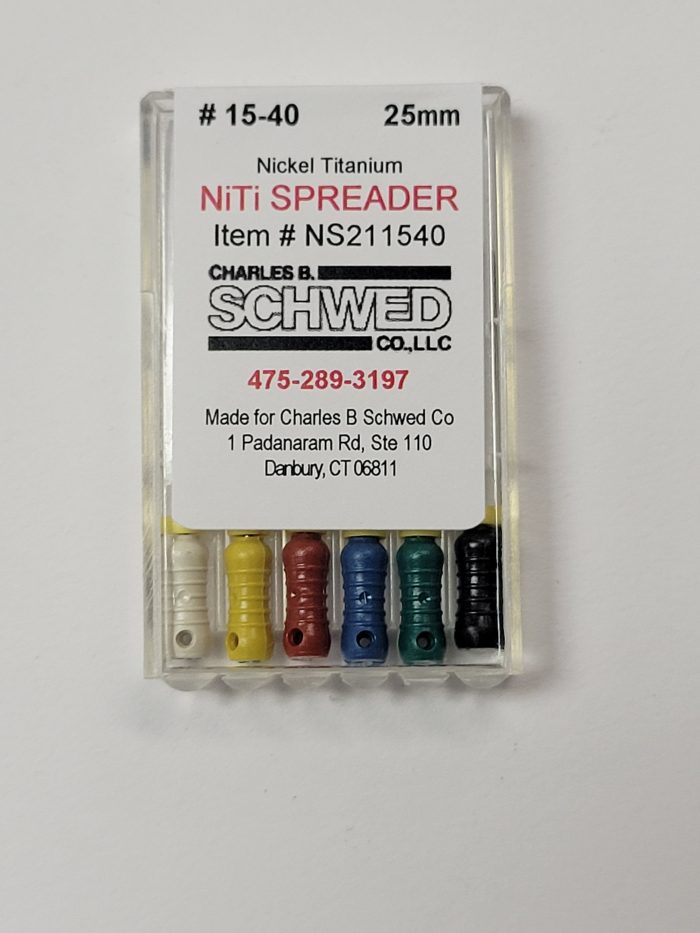 # 15-40 25mm
Nickel Titanium
NiTi SPREADER
Item # NS211540
CHARLES B.
SCHWED
CO.,LLC
475-289-3197
Made for Charles B Schwed Co
1 Padanaram Rd, Ste 110
Danbury, CT 06811